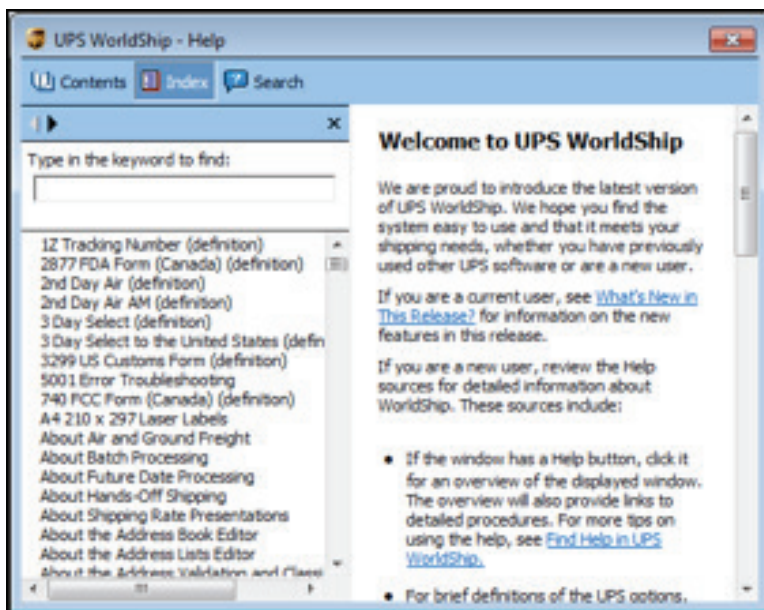 UPS WorldShip - Help
Contents Index Search
Type in the keyword to find:
1Z Tracking Number (definition)
2877 FDA Form (Canada) (definition)
2nd Day Air (definition)
2nd Day Air AM (definition)
3 Day Select (definition)
3 Day Select to the United States (defin
3299 US Customs Form (definition)
5001 Error Troubleshooting
740 FCC Form (Canada) (definition)
A4 210 x 297 Laser Labels
About Air and Ground Freight
About Batch Processing
About Future Date Processing
About Hands-Off Shipping
About Shipping Rate Presentations
About the Address Book Editor
About the Address Lists Editor
About the Address Validation and Classi
Welcome to UPS WorldShip
We are proud to introduce the latest version
of UPS WorldShip. We hope you find the
system easy to use and that it meets your
shipping needs, whether you have previously
used other UPS software or are a new user.
If you are a current user, see What's New in
This Release? for information on the new
features in this release.
If you are a new user, review the Help
sources for detailed information about
WorldShip. These sources include:
• If the window has a Help button, click it
for an overview of the displayed window.
The overview will also provide links to
detailed procedures. For more tips on
using the help, see Find Help in UPS
WorldShip.
• For brief definitions of the UPS options,